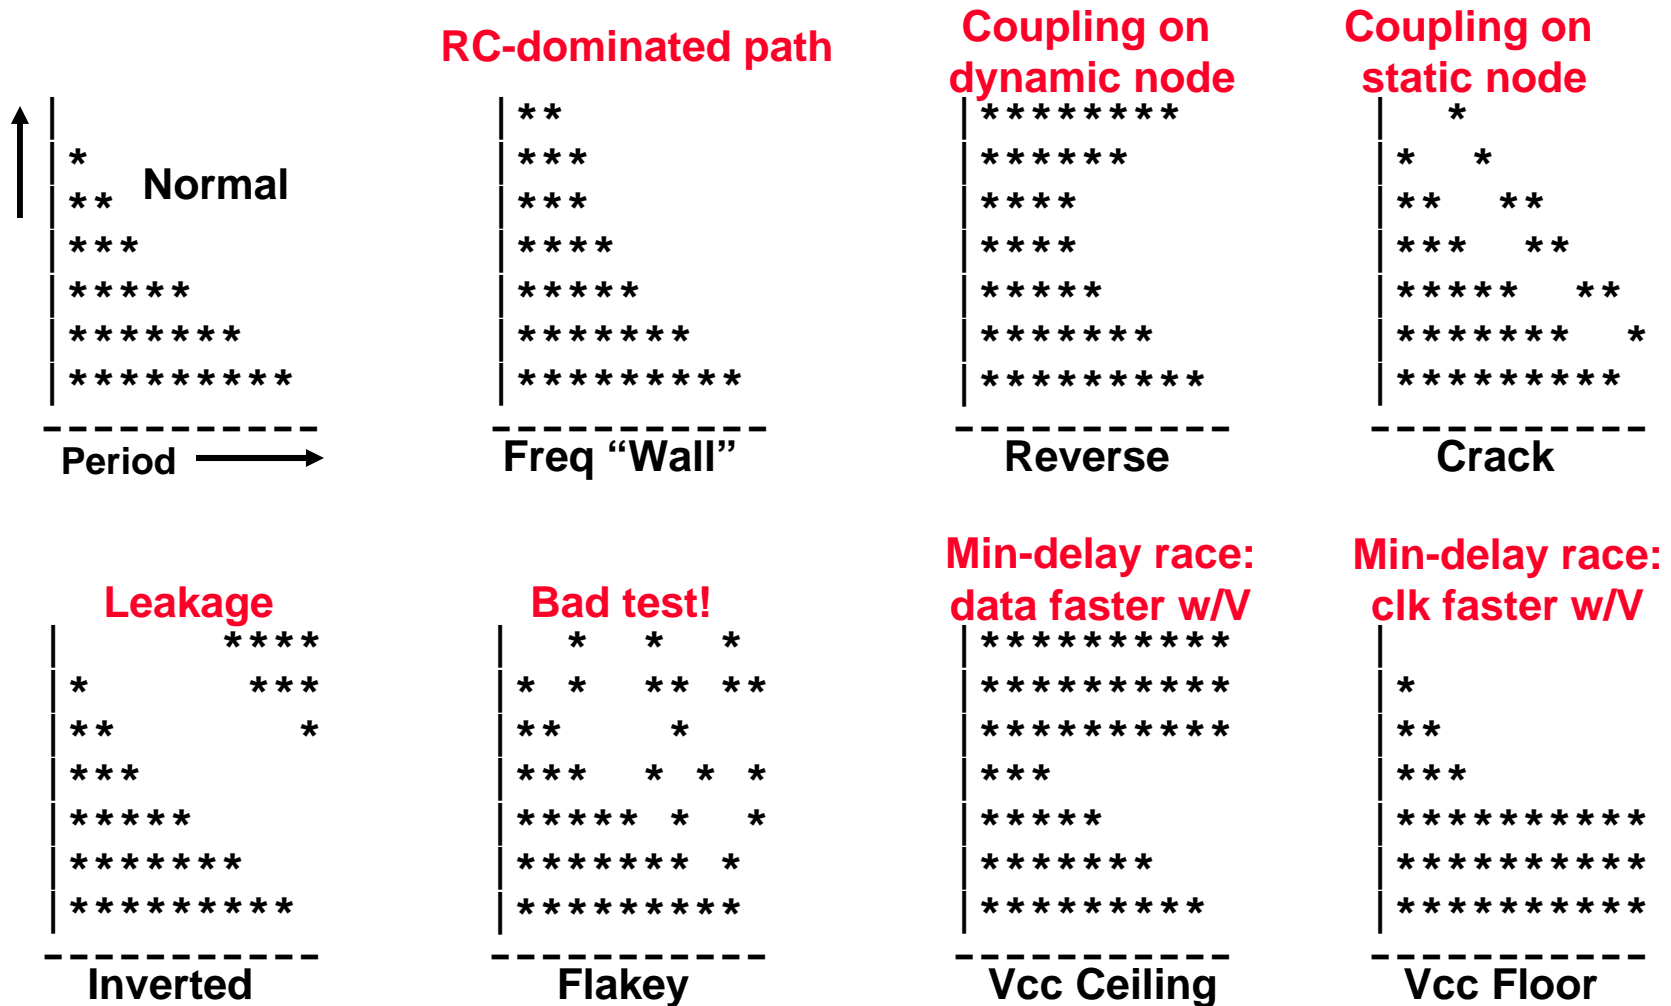 RC-dominated path
Coupling on
dynamic node
Coupling on
static node
|
| *
| **
| ***
| *****
| *******
| *********
-----------
Normal
Period
| **
| ***
| ***
| ****
| *****
| *******
| *********
-----------
Freq “Wall”
| ********
| ******
| ****
| ****
| *****
| *******
| *********
-----------
Reverse
|   *
| *  *
| **  **
| ***  **
| *****  **
| *******  *
| *********
-----------
Crack
Leakage
|       ****
| *      ***
| **       *
| ***
| *****
| *******
| *********
-----------
Inverted
Bad test!
|   *  *  *
| * *  ** **
| **    *
| ***  * * *
| ***** *  *
| ******* *
| *********
-----------
Flakey
Min-delay race:
data faster w/V
| **********
| **********
| **********
| ***
| *****
| *******
| *********
-----------
Vcc Ceiling
Min-delay race:
clk faster w/V
|
| *
| **
| ***
| **********
| **********
| **********
-----------
Vcc Floor